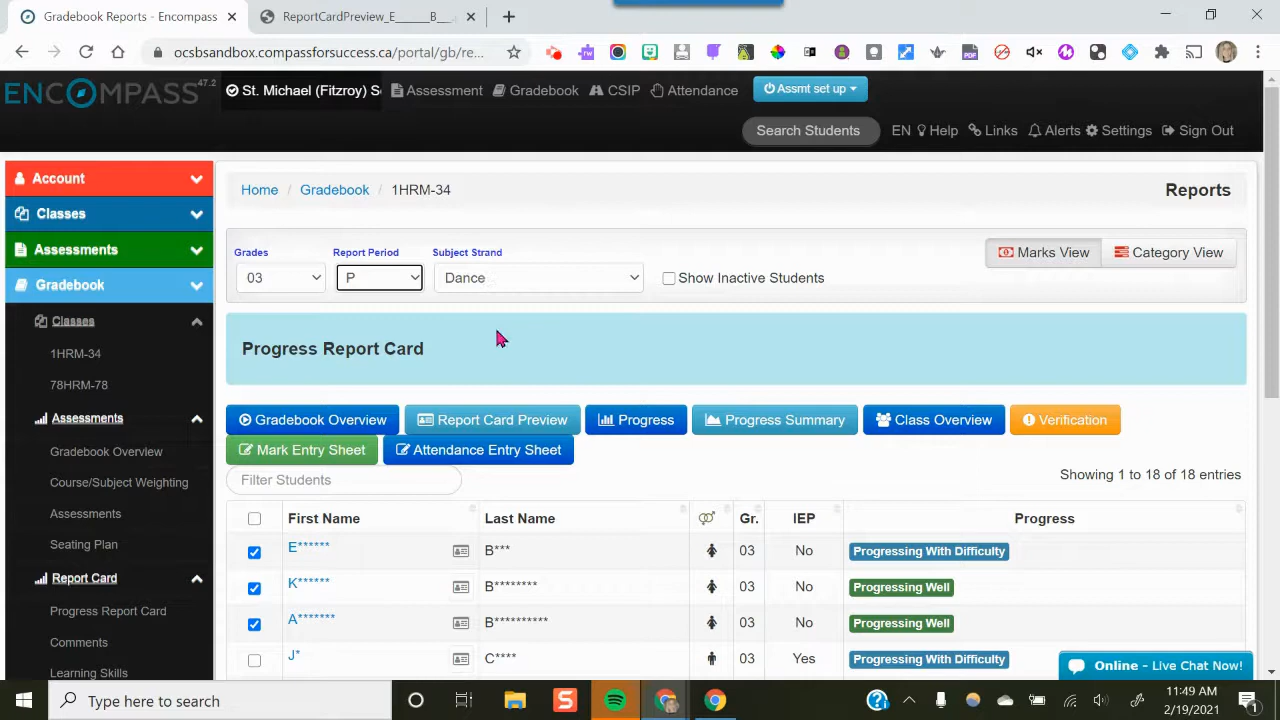 Gradebook Reports - Encompass
ReportCardPreview_E_____B__
ocsbsandbox.compassforsuccess.ca/portal/gb/re...
ENCOMPASS 47.2
St. Michael (Fitzroy) S
Assessment Gradebook CSIP Attendance Assmt set up
Search Students EN Help Links Alerts Settings Sign Out
Account
Classes
Assessments
Gradebook
Classes
1HRM-34
78HRM-78
Assessments
Gradebook Overview
Course/Subject Weighting
Assessments
Seating Plan
Report Card
Progress Report Card
Comments
Learning Skills
Home / Gradebook / 1HRM-34 Reports
Grades Report Period Subject Strand
03 P Dance Show Inactive Students Marks View Category View
Progress Report Card
Gradebook Overview Report Card Preview Progress Progress Summary Class Overview Verification
Mark Entry Sheet Attendance Entry Sheet
Filter Students Showing 1 to 18 of 18 entries
First Name Last Name Gr. IEP Progress
E****** B*** 03 No Progressing With Difficulty
K****** B******** 03 No Progressing Well
A******* B********** 03 No Progressing Well
J* C**** 03 Yes Progressing With Difficulty
Online - Live Chat Now!
Type here to search
11:49 AM
2/19/2021